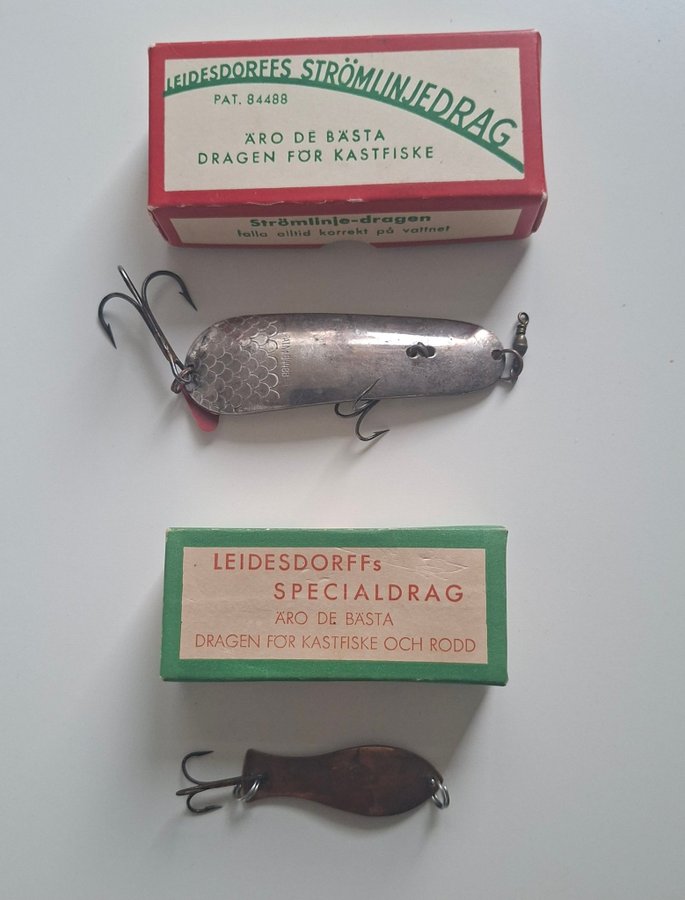 LEIDESDORFFS STRÖMLINJEDRAG
PAT. 84488
ÄRO DE BÄSTA
DRAGEN FÖR KASTFISKE
Strömlinje-dragen
falla alltid korrekt på vattnet
LEIDESDORFFs
SPECIALDRAG
ÄRO DE BÄSTA
DRAGEN FÖR KASTFISKE OCH RODD